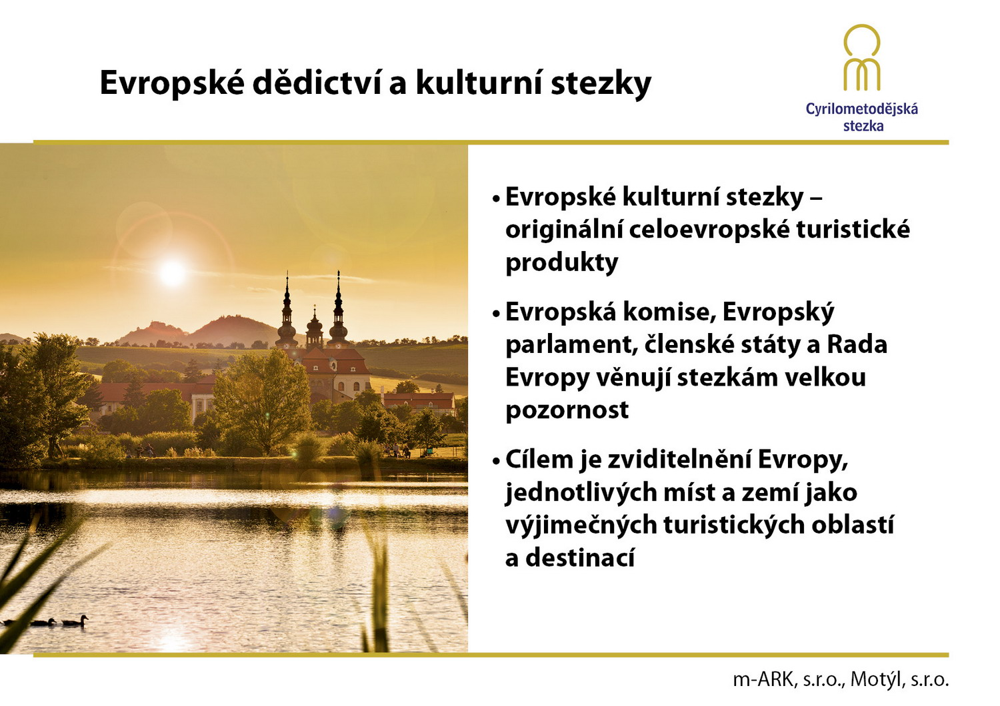 Evropské dědictví a kulturní stezky
Cyrilometodějská
stezka
• Evropské kulturní stezky –
originální celoevropské turistické
produkty
• Evropská komise, Evropský
parlament, členské státy a Rada
Evropy věnují stezkám velkou
pozornost
• Cílem je zviditelnění Evropy,
jednotlivých míst a zemí jako
výjimečných turistických oblastí
a destinací
m-ARK, s.r.o., Motýl, s.r.o.